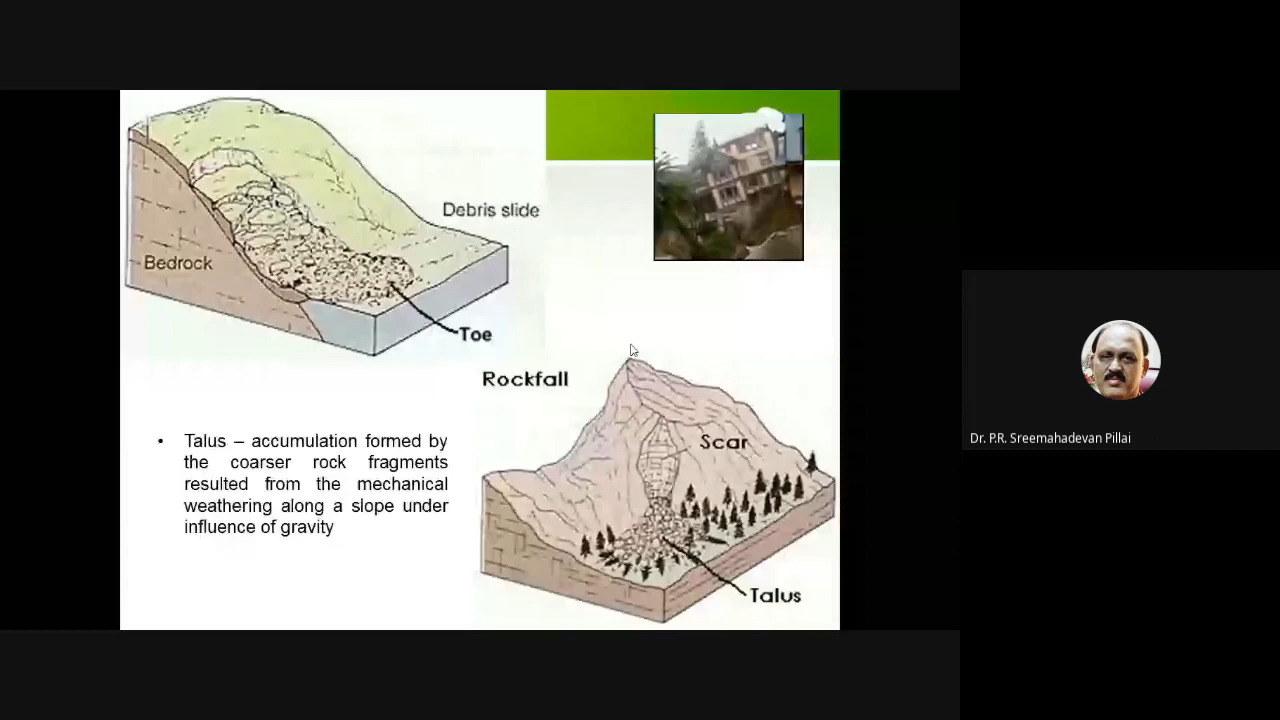 Debris slide
Bedrock
Toe
Rockfall
Scar
• Talus – accumulation formed by
the coarser rock fragments
resulted from the mechanical
weathering along a slope under
influence of gravity
Talus
Dr. P.R. Sreemahadevan Pillai